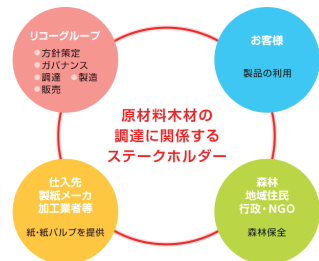 リコーグループ
●方針策定
●ガバナンス
●調達 ●製造
●販売
お客様
製品の利用
原材料木材の
調達に関係する
ステークホルダー
仕入先
製紙メーカ
加工業者等
紙・紙パルプを提供
森林
地域住民
行政・NGO
森林保全